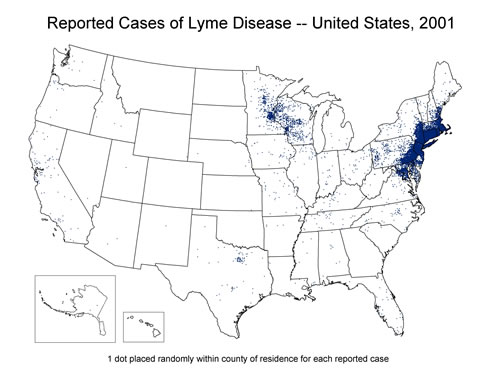 Reported Cases of Lyme Disease -- United States, 2001
1 dot placed randomly within county of residence for each reported case